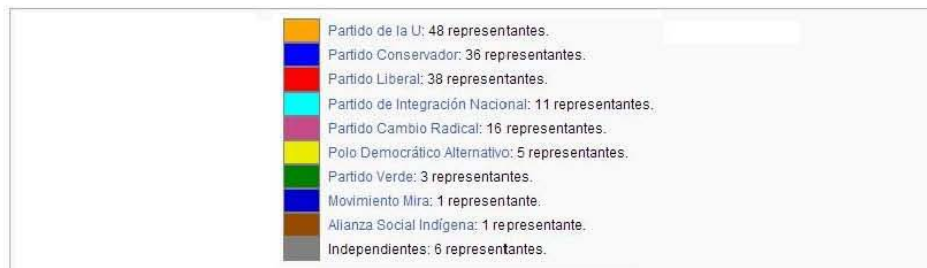 Partido de la U: 48 representantes.
Partido Conservador: 36 representantes.
Partido Liberal: 38 representantes.
Partido de Integración Nacional: 11 representantes.
Partido Cambio Radical: 16 representantes.
Polo Democrático Alternativo: 5 representantes.
Partido Verde: 3 representantes.
Movimiento Mira: 1 representante.
Alianza Social Indígena: 1 representante.
Independientes: 6 representantes.